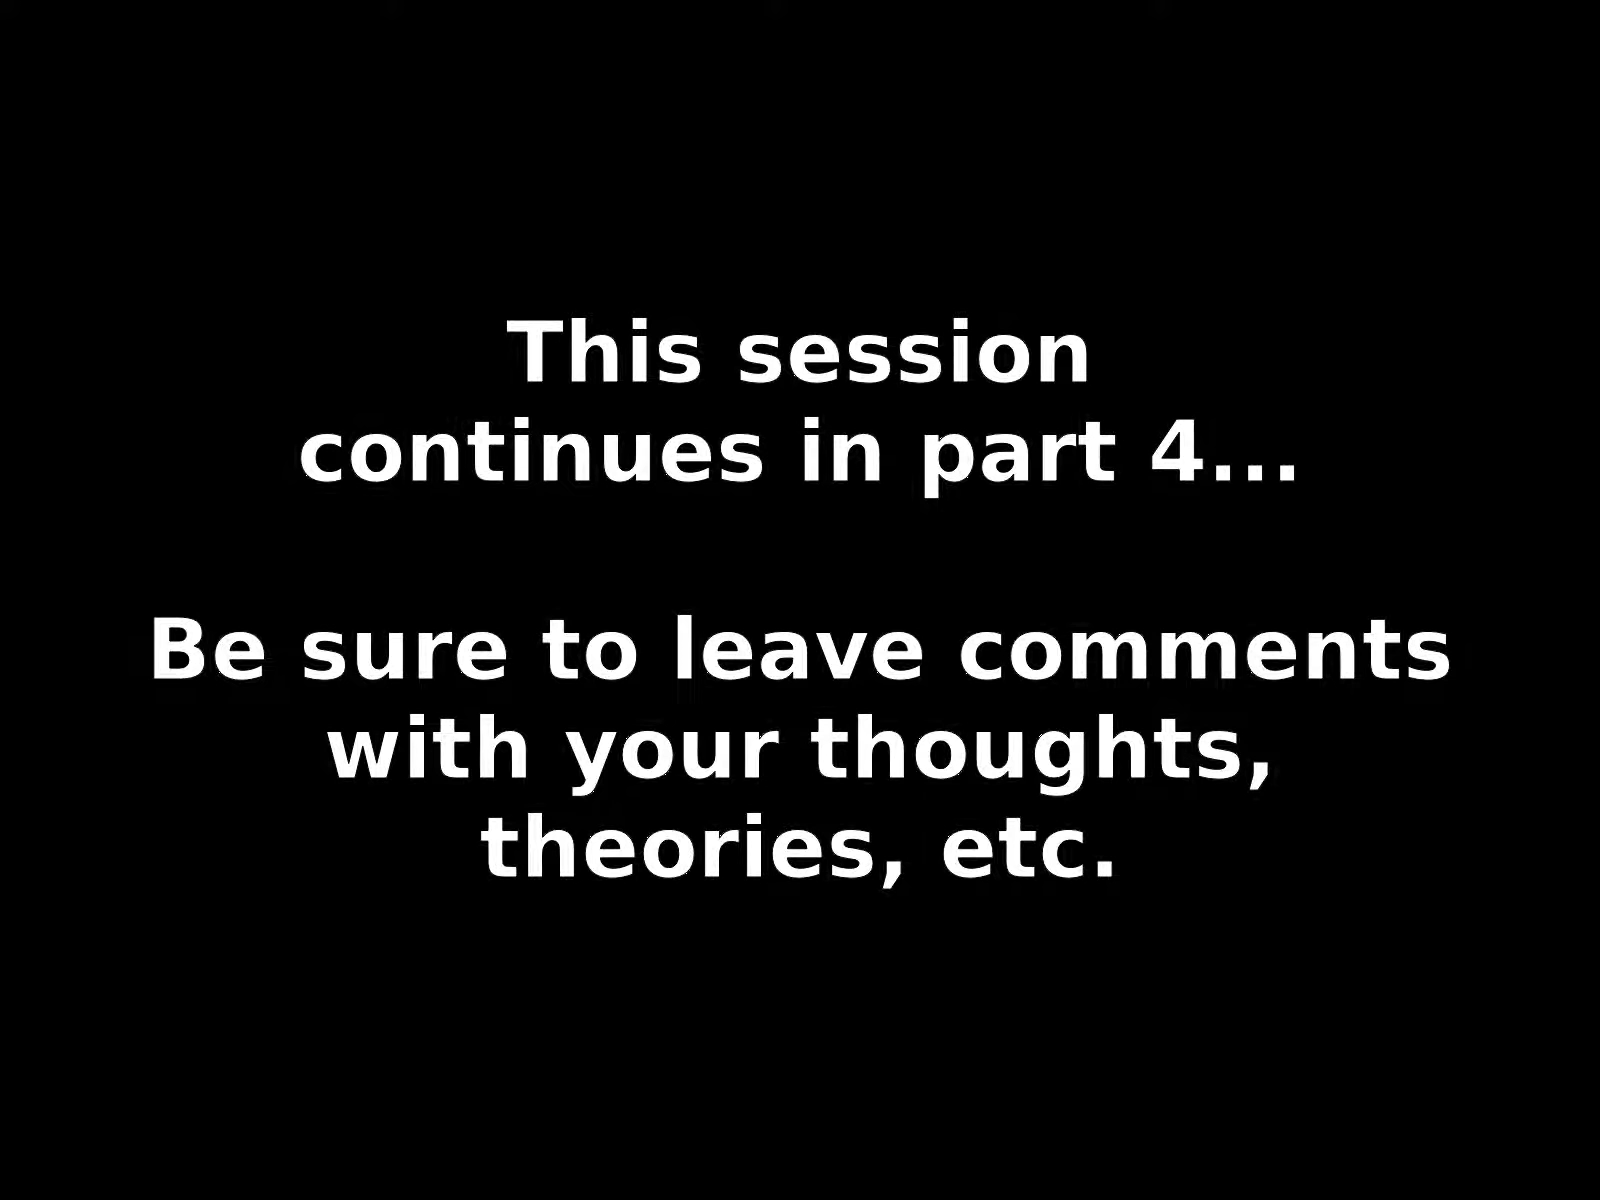 This session
continues in part 4...
Be sure to leave comments
with your thoughts,
theories, etc.